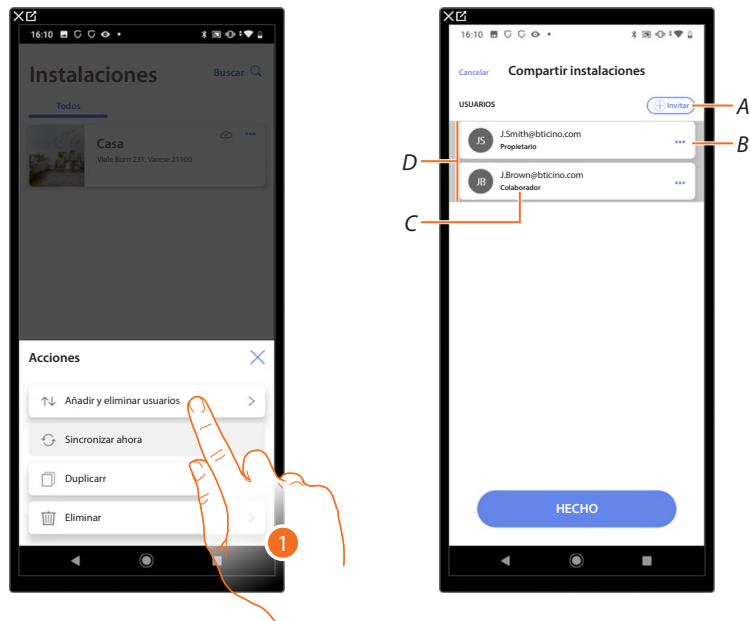 16:10
Instalaciones
Buscar
Todos
Casa
Viale Borri 231, Varese 21100
Acciones
Añadir y eliminar usuarios
Sincronizar ahora
Duplicarr
Eliminar
1
16:10
Cancelar
Compartir instalaciones
USUARIOS
Invitar
A
JS
J.Smith@bticino.com
Propietario
B
D
JB
J.Brown@bticino.com
Colaborador
C
HECHO